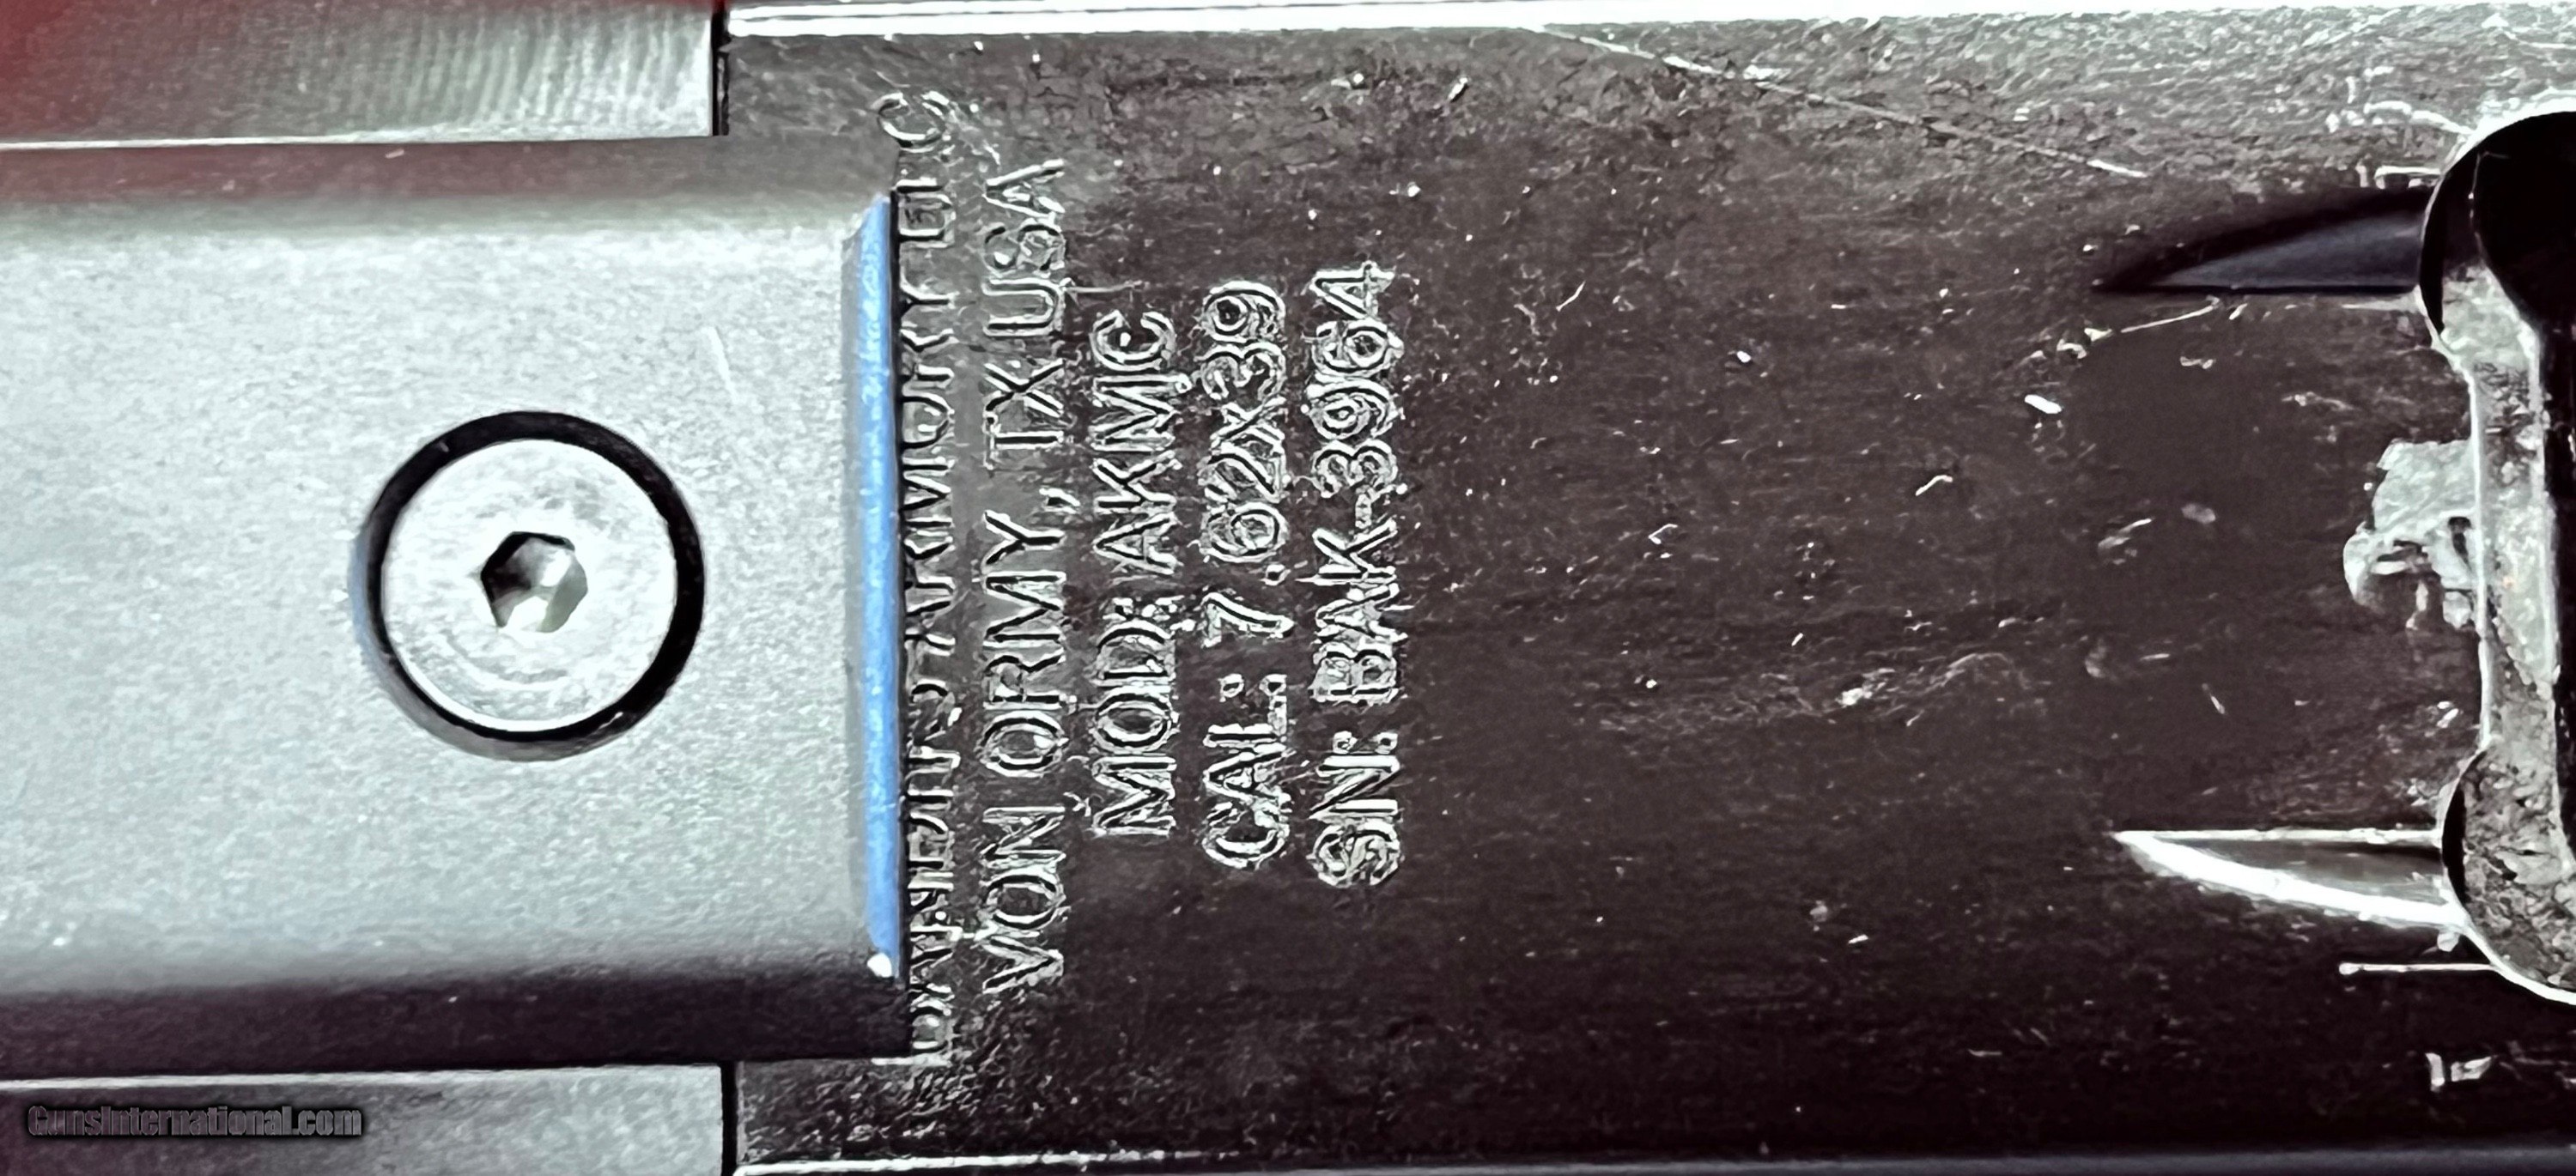 ARMORY LLC
VON ORMY, TX USA
MOD: AKMC
CAL: 7.62X39
SN: BAK-3964
GunsInternational.com